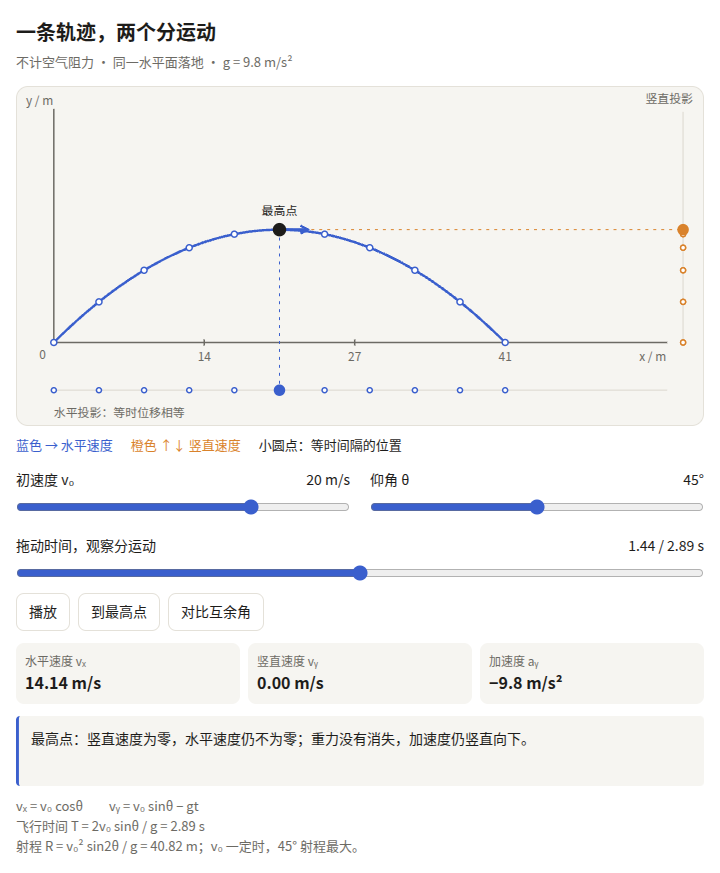 一条轨迹，两个分运动
不计空气阻力 · 同一水平面落地 · g = 9.8 m/s²
y / m
竖直投影
最高点
0
14
27
41
x / m
水平投影：等时位移相等
蓝色 → 水平速度 橙色 ↑↓ 竖直速度 小圆点：等时间隔的位置
初速度 v₀ 20 m/s 仰角 θ 45°
拖动时间，观察分运动 1.44 / 2.89 s
播放 到最高点 对比互余角
水平速度 vₓ 竖直速度 vᵧ 加速度 aᵧ
14.14 m/s 0.00 m/s −9.8 m/s²
最高点：竖直速度为零，水平速度仍不为零；重力没有消失，加速度仍竖直向下。
vₓ = v₀ cosθ vᵧ = v₀ sinθ − gt
飞行时间 T = 2v₀ sinθ / g = 2.89 s
射程 R = v₀² sin2θ / g = 40.82 m；v₀ 一定时，45° 射程最大。